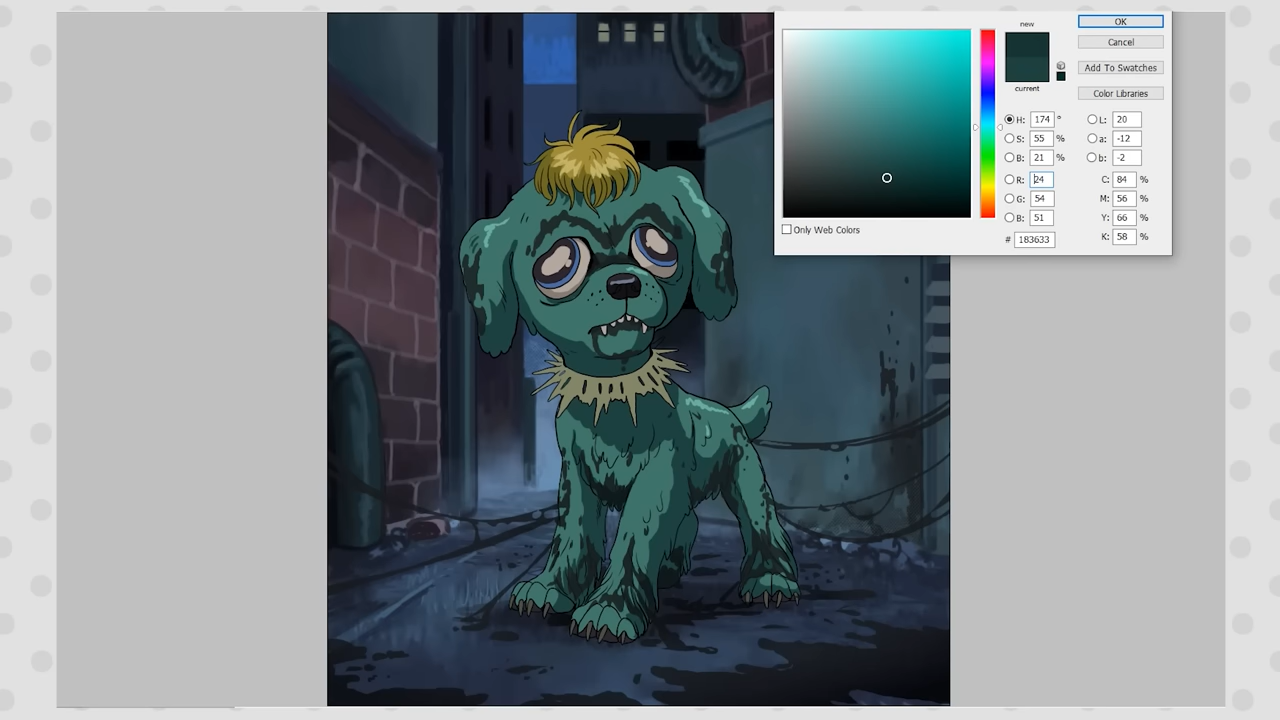 new
current
OK
Cancel
Add To Swatches
Color Libraries
H: 174 °
S: 55 %
B: 21 %
R: 24
G: 54
B: 51
# 183633
L: 20
a: -12
b: -2
C: 84 %
M: 56 %
Y: 66 %
K: 58 %
Only Web Colors